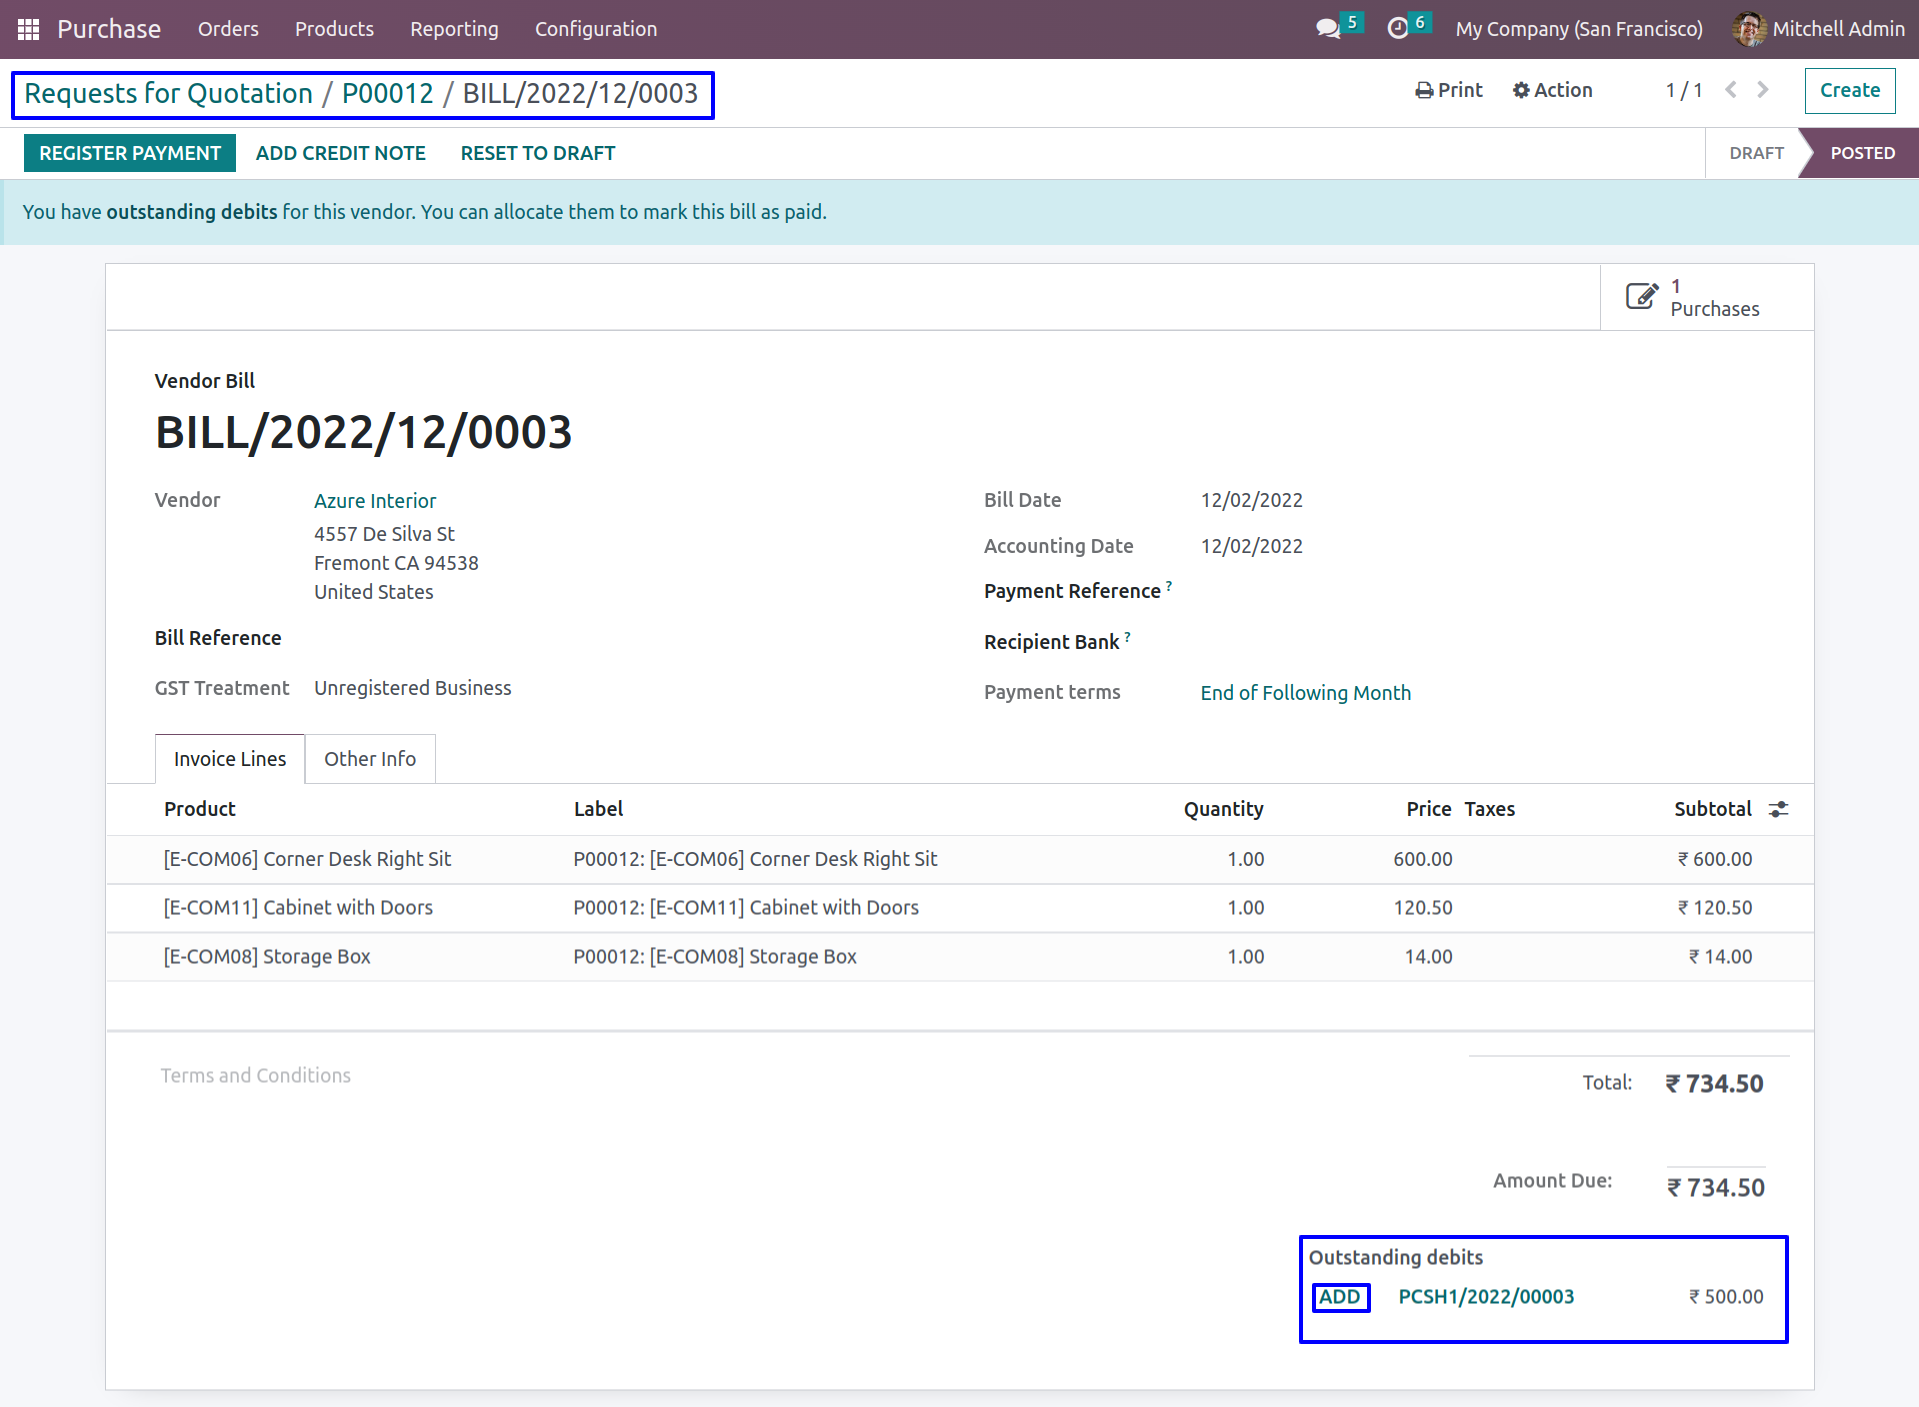 Purchase Orders Products Reporting Configuration 5 6 My Company (San Francisco) Mitchell Admin
Requests for Quotation / P00012 / BILL/2022/12/0003 Print Action 1 / 1 Create
REGISTER PAYMENT ADD CREDIT NOTE RESET TO DRAFT DRAFT POSTED
You have outstanding debits for this vendor. You can allocate them to mark this bill as paid.
1
Purchases
Vendor Bill
BILL/2022/12/0003
Vendor Azure Interior Bill Date 12/02/2022
4557 De Silva St
Fremont CA 94538 Accounting Date 12/02/2022
United States Payment Reference ?
Bill Reference Recipient Bank ?
GST Treatment Unregistered Business Payment terms End of Following Month
Invoice Lines Other Info
Product Label Quantity Price Taxes Subtotal
[E-COM06] Corner Desk Right Sit P00012: [E-COM06] Corner Desk Right Sit 1.00 600.00 ₹ 600.00
[E-COM11] Cabinet with Doors P00012: [E-COM11] Cabinet with Doors 1.00 120.50 ₹ 120.50
[E-COM08] Storage Box P00012: [E-COM08] Storage Box 1.00 14.00 ₹ 14.00
Terms and Conditions Total: ₹ 734.50
Amount Due: ₹ 734.50
Outstanding debits
ADD PCSH1/2022/00003 ₹ 500.00